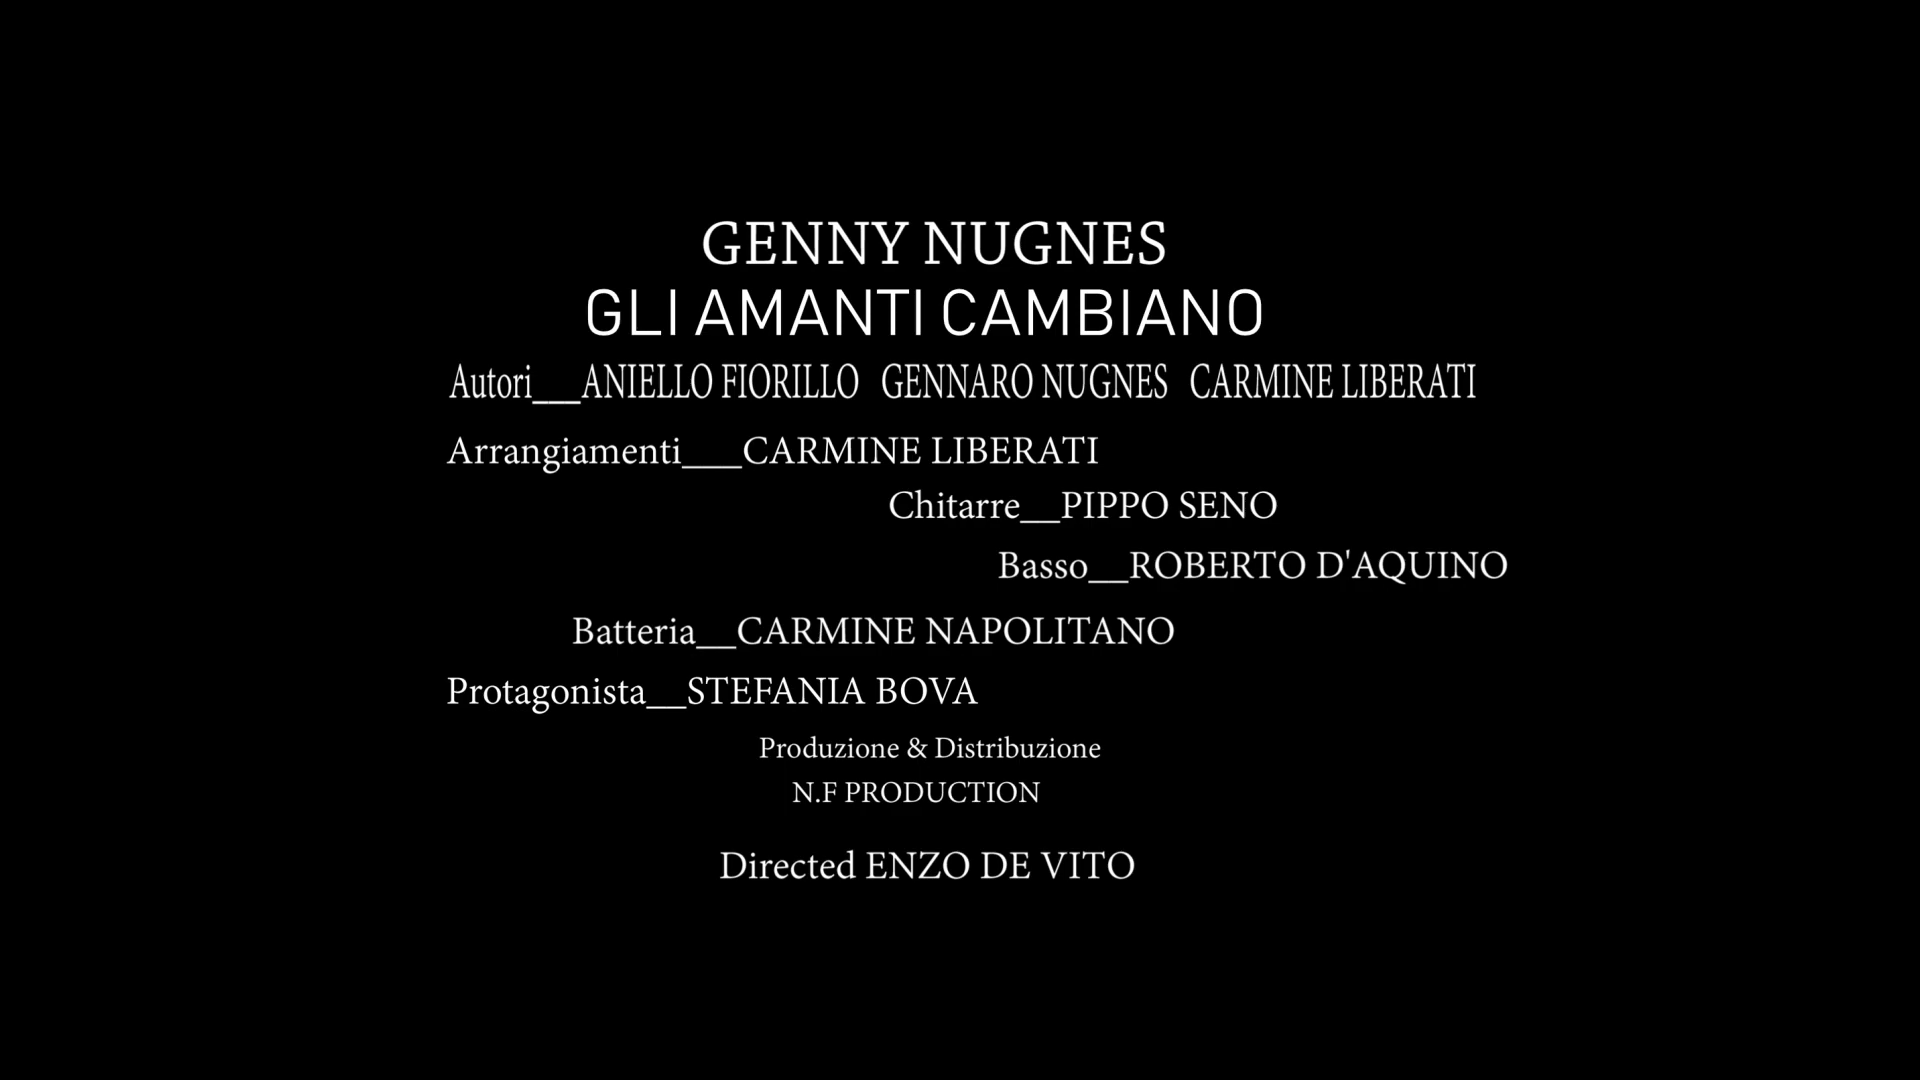 GENNY NUGNES
GLI AMANTI CAMBIANO
Autori___ANIELLO FIORILLO GENNARO NUGNES CARMINE LIBERATI
Arrangiamenti___CARMINE LIBERATI
Chitarre__PIPPO SENO
Basso__ROBERTO D'AQUINO
Batteria__CARMINE NAPOLITANO
Protagonista__STEFANIA BOVA
Produzione & Distribuzione
N.F PRODUCTION
Directed ENZO DE VITO